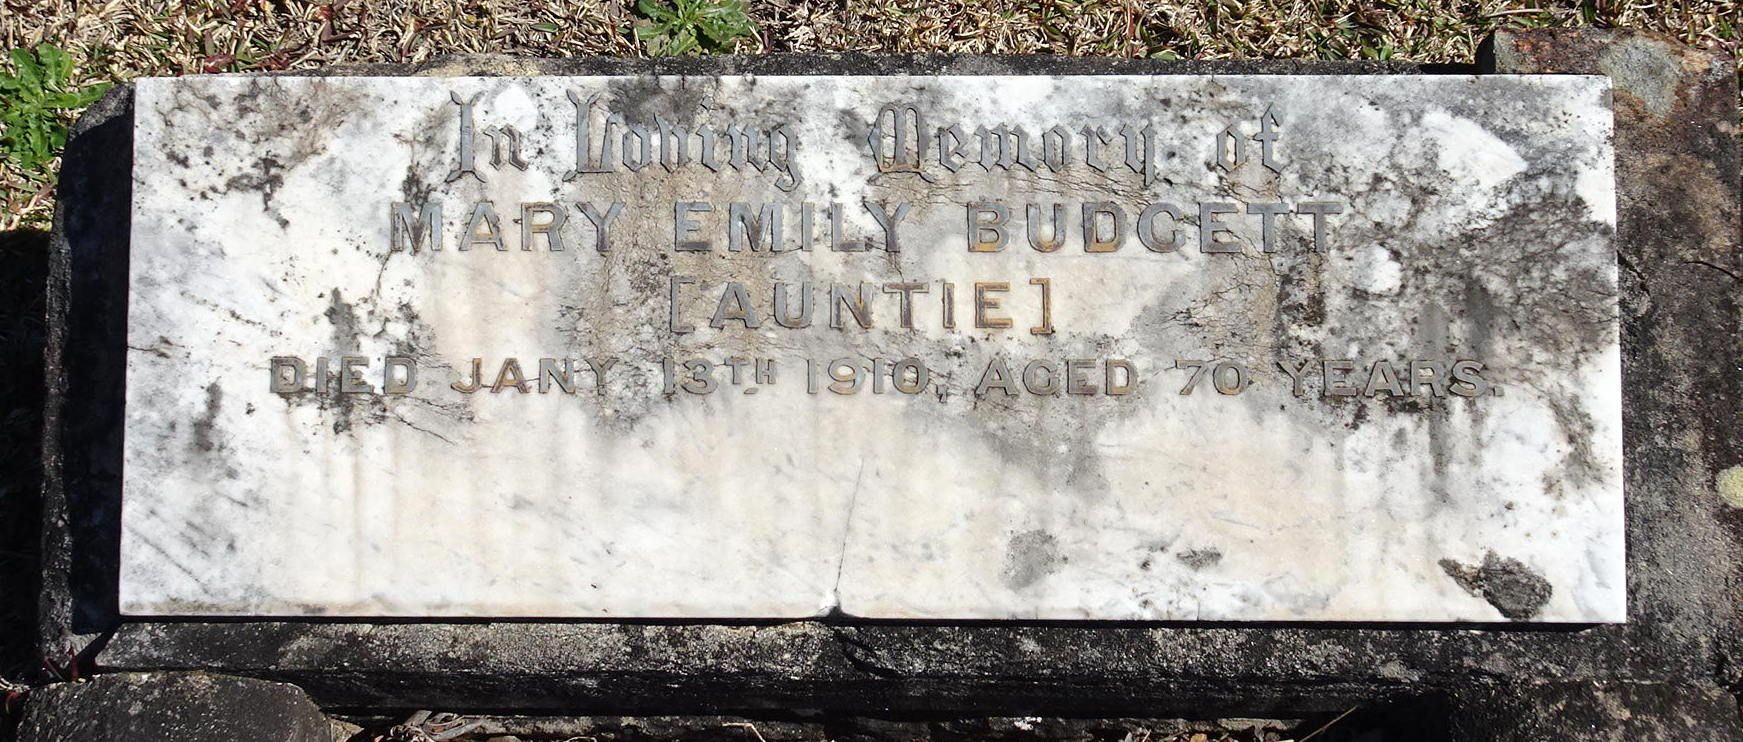 In Loving Memory of
MARY EMILY BUDGETT
[AUNTIE]
DIED JANY 13TH 1910, AGED 70 YEARS.